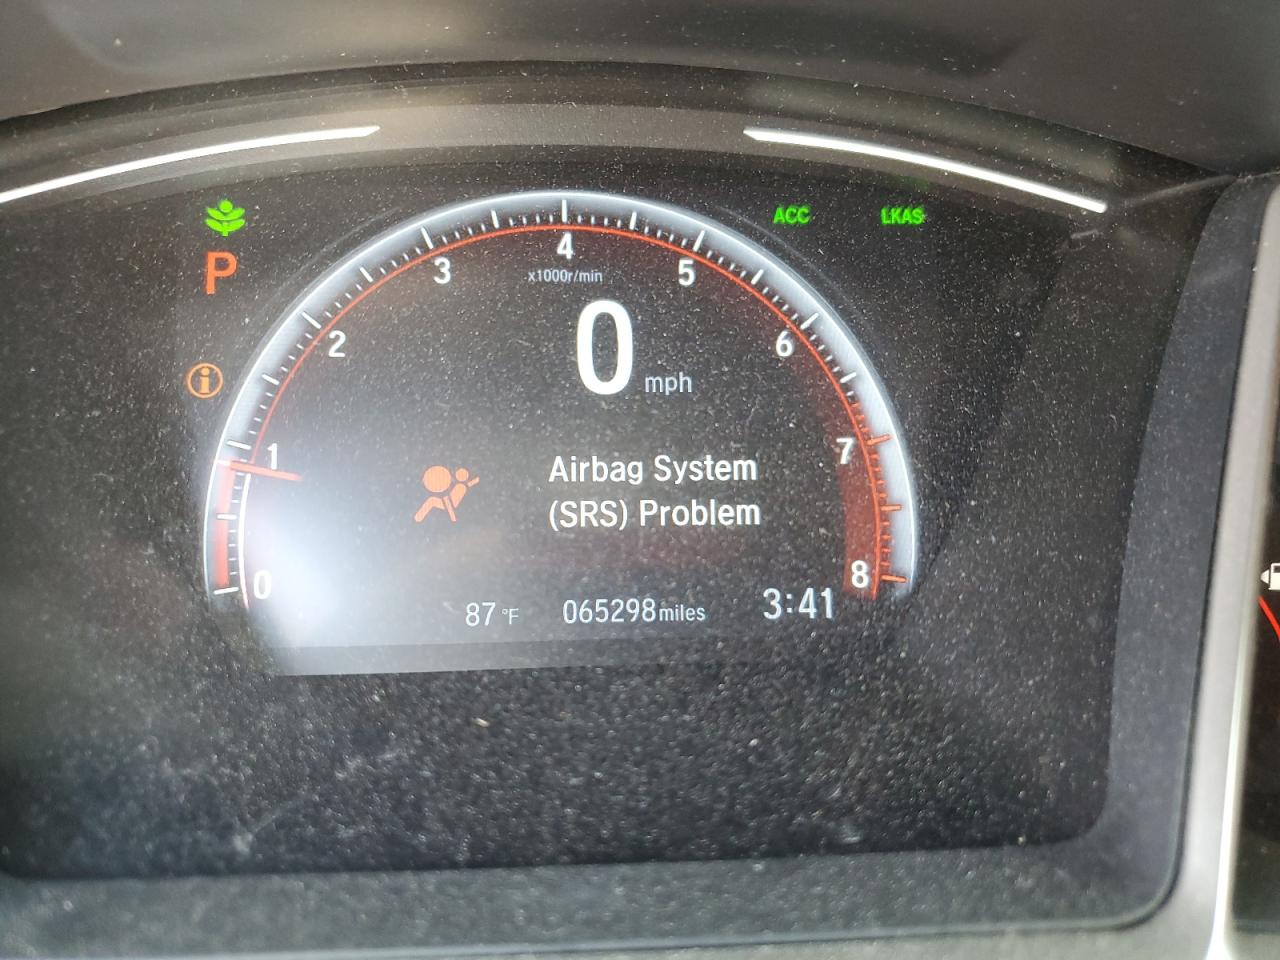 ACC LKAS
P
4
3 5
x1000r/min
2 0 mph 6
1 Airbag System 7
(SRS) Problem
0 8
87 °F 065298 miles 3:41